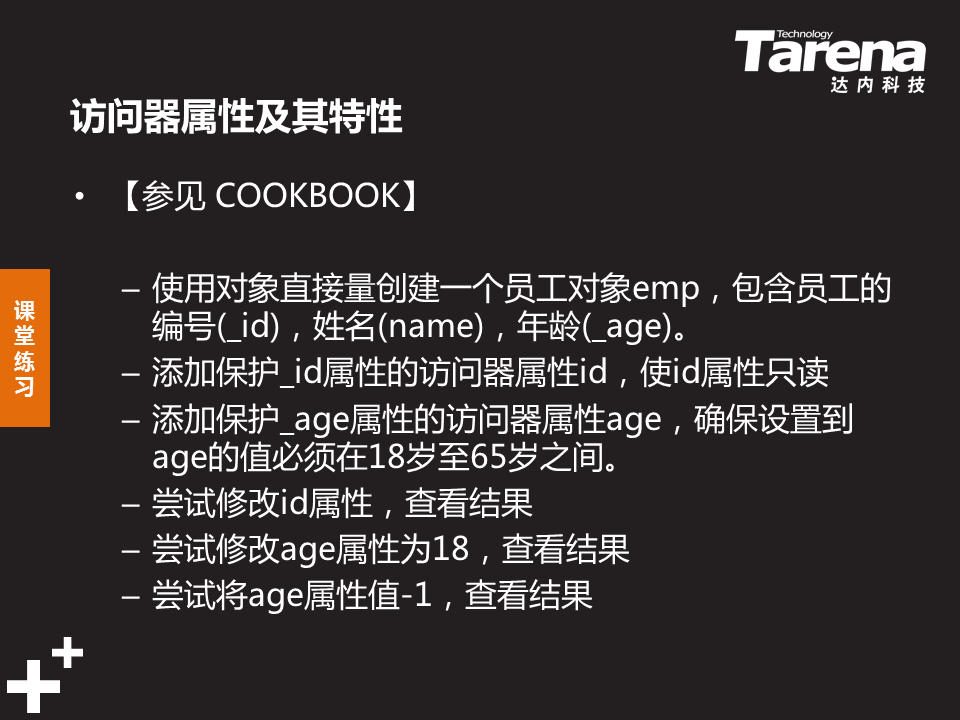 Technology
Tarena
达内科技
访问器属性及其特性
• 【参见 COOKBOOK】
– 使用对象直接量创建一个员工对象emp，包含员工的
编号(_id)，姓名(name)，年龄(_age)。
– 添加保护_id属性的访问器属性id，使id属性只读
– 添加保护_age属性的访问器属性age，确保设置到
age的值必须在18岁至65岁之间。
– 尝试修改id属性，查看结果
– 尝试修改age属性为18，查看结果
– 尝试将age属性值-1，查看结果
课
堂
练
习